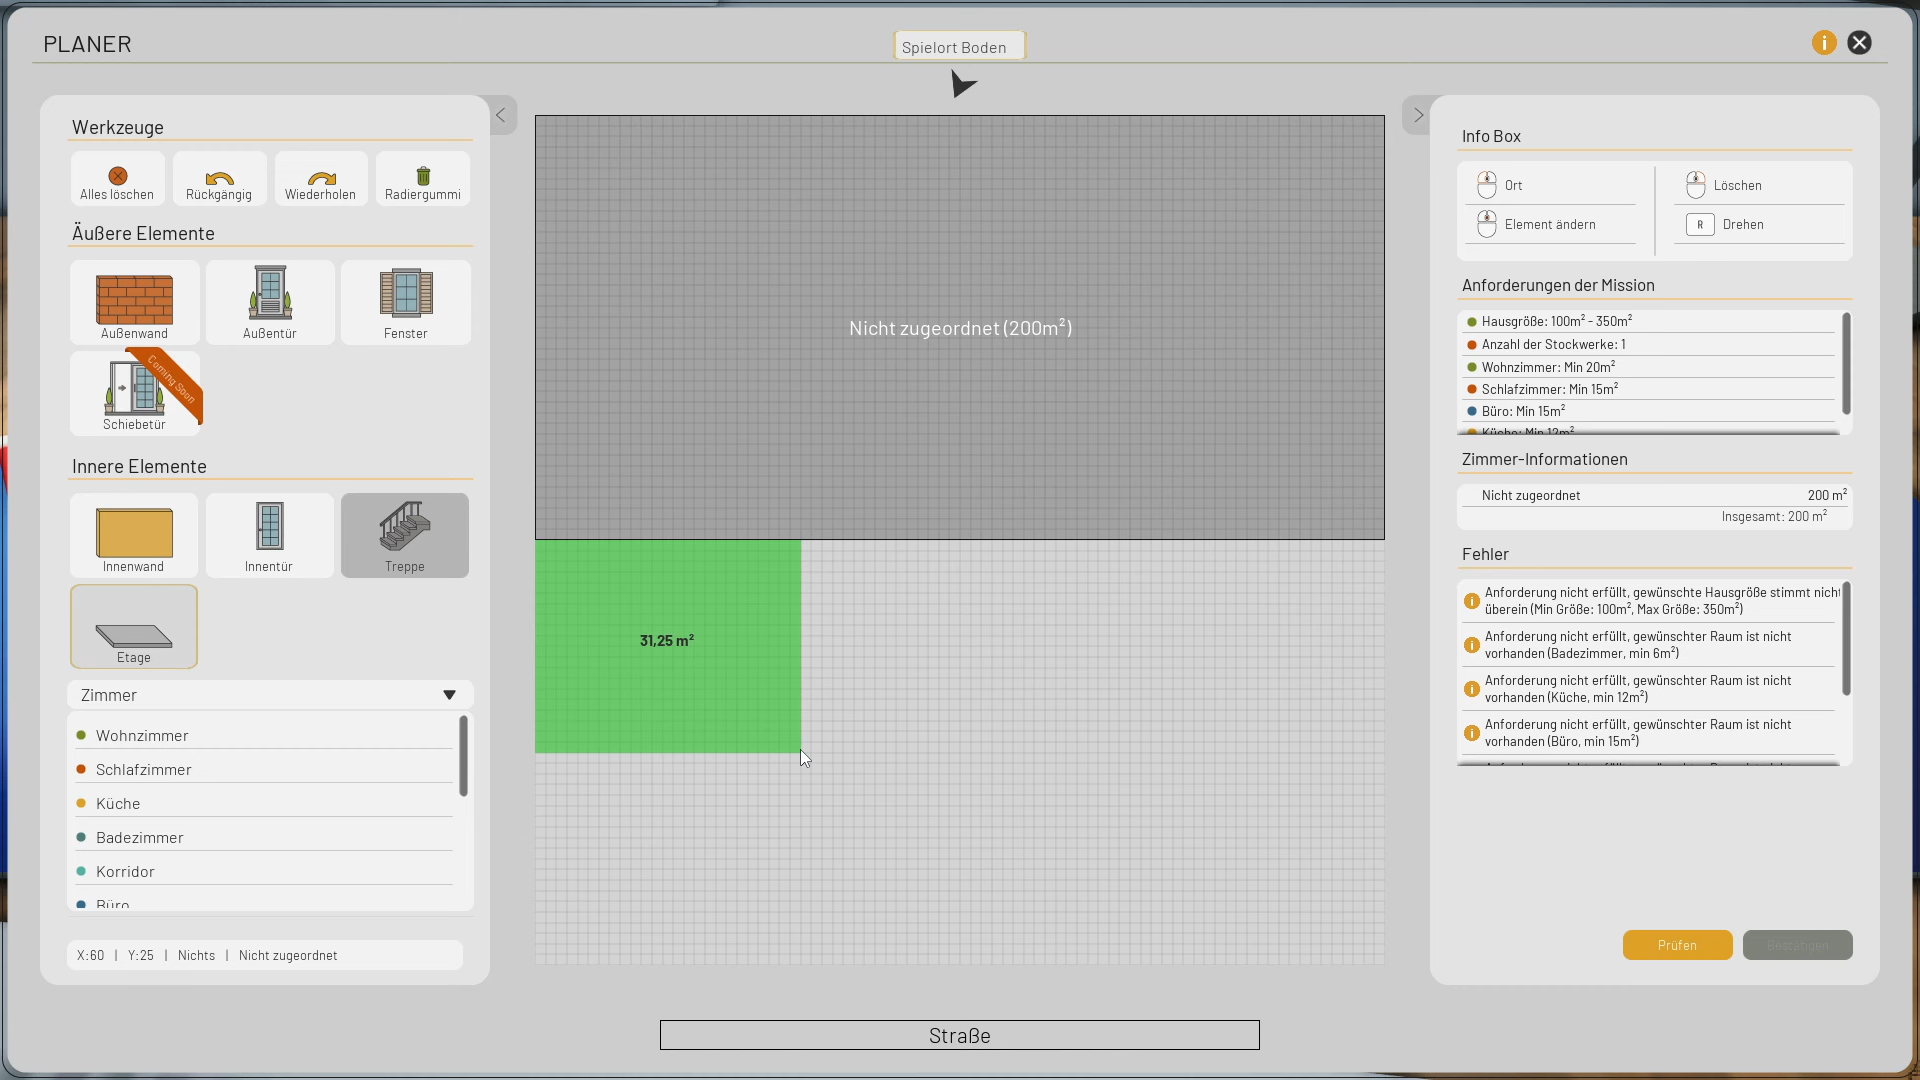 PLANER
Spielort Boden
i
Werkzeuge
Alles löschen
Rückgängig
Wiederholen
Radiergummi
Äußere Elemente
Außenwand
Außentür
Fenster
Coming Soon
Schiebetür
Innere Elemente
Innenwand
Innentür
Treppe
Etage
Zimmer
Wohnzimmer
Schlafzimmer
Küche
Badezimmer
Korridor
Büro
X:60 | Y:25 | Nichts | Nicht zugeordnet
Nicht zugeordnet (200m²)
31,25 m²
Straße
Info Box
Ort
Löschen
Element ändern
R Drehen
Anforderungen der Mission
Hausgröße: 100m² - 350m²
Anzahl der Stockwerke: 1
Wohnzimmer: Min 20m²
Schlafzimmer: Min 15m²
Büro: Min 15m²
Küche: Min 12m²
Zimmer-Informationen
Nicht zugeordnet 200 m²
Insgesamt: 200 m²
Fehler
Anforderung nicht erfüllt, gewünschte Hausgröße stimmt nicht
überein (Min Größe: 100m², Max Größe: 350m²)
Anforderung nicht erfüllt, gewünschter Raum ist nicht
vorhanden (Badezimmer, min 6m²)
Anforderung nicht erfüllt, gewünschter Raum ist nicht
vorhanden (Küche, min 12m²)
Anforderung nicht erfüllt, gewünschter Raum ist nicht
vorhanden (Büro, min 15m²)
Prüfen
Bestätigen